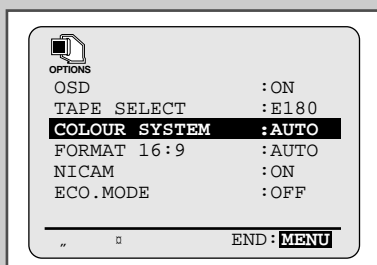 OPTIONS
OSD :ON
TAPE SELECT :E180
COLOUR SYSTEM :AUTO
FORMAT 16:9 :AUTO
NICAM :ON
ECO.MODE :OFF
„ ¤ END:MENU